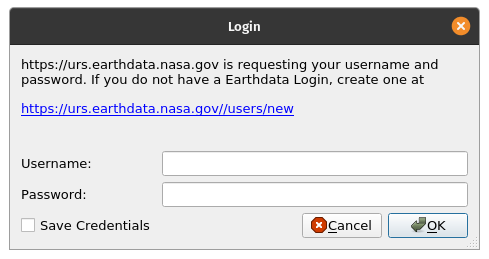 Login
https://urs.earthdata.nasa.gov is requesting your username and
password. If you do not have a Earthdata Login, create one at
https://urs.earthdata.nasa.gov//users/new
Username:
Password:
Save Credentials
Cancel
OK